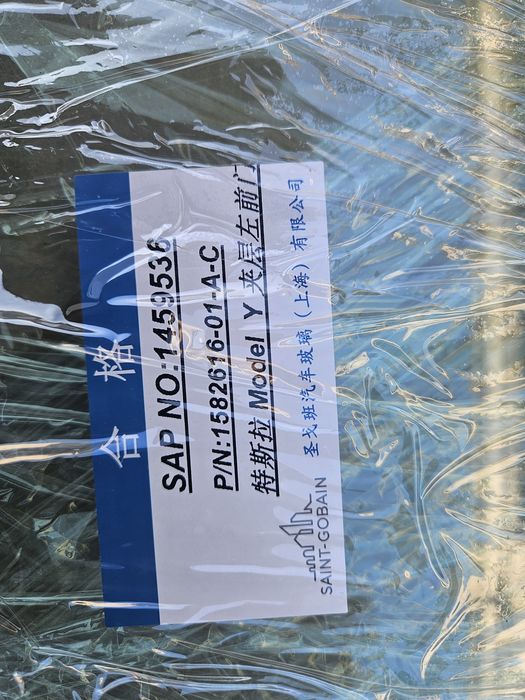 合格
SAP NO:1459536
P/N:1582616-01-A-C
特斯拉 Model Y 夹层左前门
SAINT-GOBAIN
圣戈班汽车玻璃（上海）有限公司